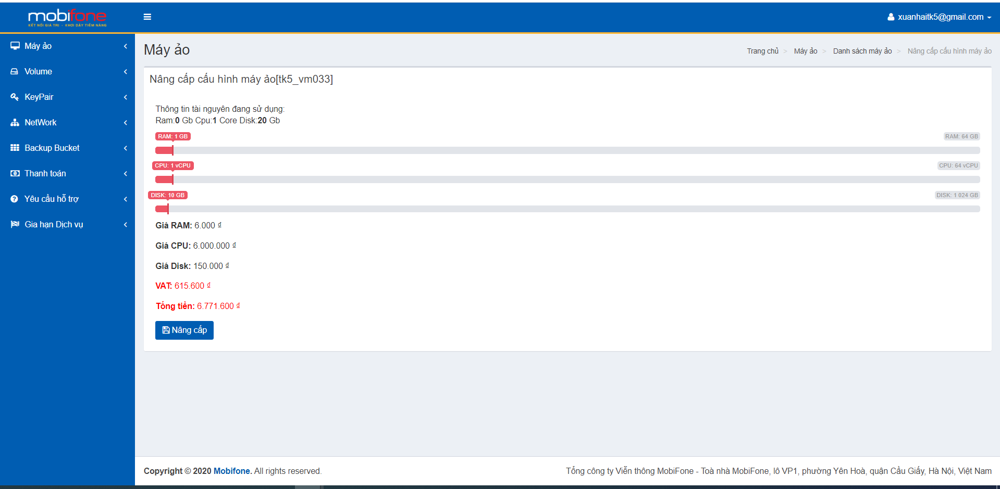 mobifone
KẾT NỐI GIÁ TRỊ - KHƠI DẬY TIỀM NĂNG
xuanhaitk5@gmail.com
Máy ảo
Volume
KeyPair
NetWork
Backup Bucket
Thanh toán
Yêu cầu hỗ trợ
Gia hạn Dịch vụ
Máy ảo
Trang chủ > Máy ảo > Danh sách máy ảo > Nâng cấp cấu hình máy ảo
Nâng cấp cấu hình máy ảo[tk5_vm033]
Thông tin tài nguyên đang sử dụng:
Ram:0 Gb Cpu:1 Core Disk:20 Gb
RAM: 1 GB RAM: 64 GB
CPU: 1 vCPU CPU: 64 vCPU
DISK: 10 GB DISK: 1 024 GB
Giá RAM: 6.000 ₫
Giá CPU: 6.000.000 ₫
Giá Disk: 150.000 ₫
VAT: 615.600 ₫
Tổng tiền: 6.771.600 ₫
Nâng cấp
Copyright © 2020 Mobifone. All rights reserved.
Tổng công ty Viễn thông MobiFone - Toà nhà MobiFone, lô VP1, phường Yên Hoà, quận Cầu Giấy, Hà Nội, Việt Nam